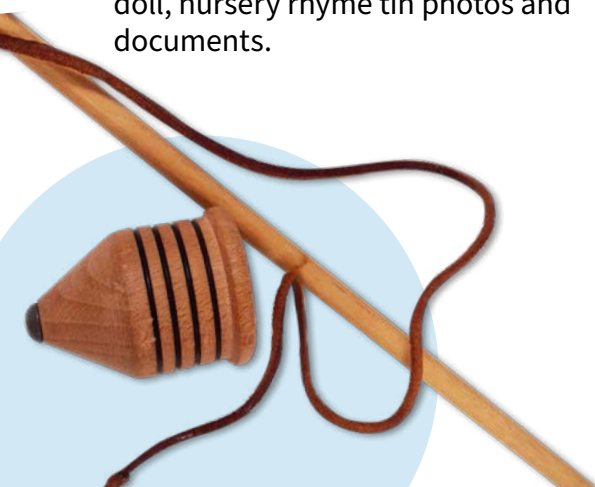 doll, nursery rhyme tin photos and
documents.